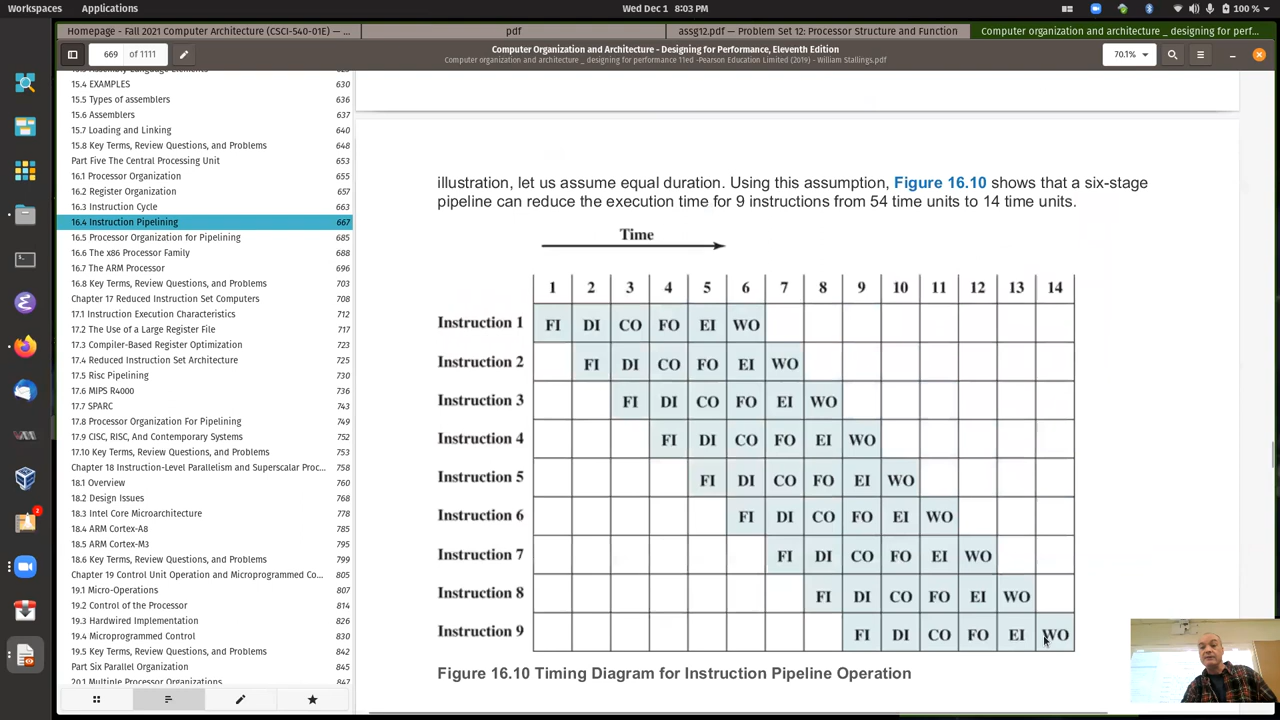 Workspaces Applications Wed Dec 1 8:03 PM 100 %
Homepage - Fall 2021 Computer Architecture (CSCI-540-01E) — ... pdf assg12.pdf — Problem Set 12: Processor Structure and Function Computer organization and architecture _ designing for perf...
669 of 1111 Computer Organization and Architecture - Designing for Performance, Eleventh Edition 70.1%
Computer organization and architecture _ designing for performance 11ed -Pearson Education Limited (2019) - William Stallings.pdf
15.4 EXAMPLES 630
15.5 Types of assemblers 636
15.6 Assemblers 637
15.7 Loading and Linking 640
15.8 Key Terms, Review Questions, and Problems 648
Part Five The Central Processing Unit 653
16.1 Processor Organization 655
16.2 Register Organization 657
16.3 Instruction Cycle 663
16.4 Instruction Pipelining 667
16.5 Processor Organization for Pipelining 685
16.6 The x86 Processor Family 688
16.7 The ARM Processor 696
16.8 Key Terms, Review Questions, and Problems 703
Chapter 17 Reduced Instruction Set Computers 708
17.1 Instruction Execution Characteristics 712
17.2 The Use of a Large Register File 717
17.3 Compiler-Based Register Optimization 723
17.4 Reduced Instruction Set Architecture 725
17.5 Risc Pipelining 730
17.6 MIPS R4000 736
17.7 SPARC 743
17.8 Processor Organization For Pipelining 749
17.9 CISC, RISC, And Contemporary Systems 752
17.10 Key Terms, Review Questions, and Problems 753
Chapter 18 Instruction-Level Parallelism and Superscalar Proc... 758
18.1 Overview 760
18.2 Design Issues 768
18.3 Intel Core Microarchitecture 778
18.4 ARM Cortex-A8 785
18.5 ARM Cortex-M3 795
18.6 Key Terms, Review Questions, and Problems 799
Chapter 19 Control Unit Operation and Microprogrammed Co... 805
19.1 Micro-Operations 807
19.2 Control of the Processor 814
19.3 Hardwired Implementation 824
19.4 Microprogrammed Control 830
19.5 Key Terms, Review Questions, and Problems 842
Part Six Parallel Organization 845
20.1 Multiple Processor Organizations 847
2
illustration, let us assume equal duration. Using this assumption, Figure 16.10 shows that a six-stage
pipeline can reduce the execution time for 9 instructions from 54 time units to 14 time units.
Time
1 2 3 4 5 6 7 8 9 10 11 12 13 14
Instruction 1 FI DI CO FO EI WO
Instruction 2 FI DI CO FO EI WO
Instruction 3 FI DI CO FO EI WO
Instruction 4 FI DI CO FO EI WO
Instruction 5 FI DI CO FO EI WO
Instruction 6 FI DI CO FO EI WO
Instruction 7 FI DI CO FO EI WO
Instruction 8 FI DI CO FO EI WO
Instruction 9 FI DI CO FO EI WO
Figure 16.10 Timing Diagram for Instruction Pipeline Operation